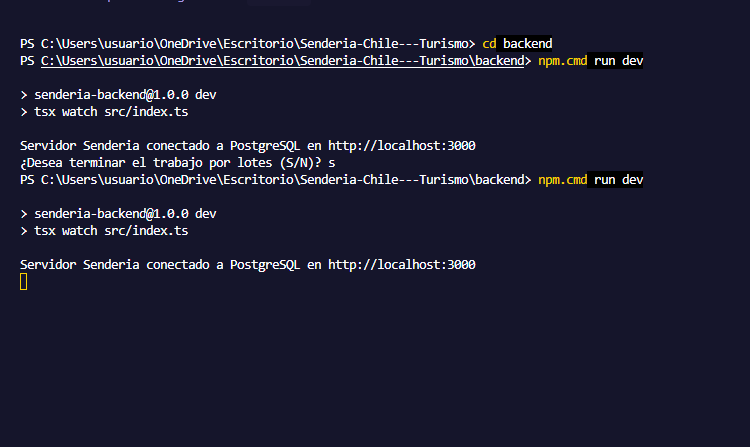 PS C:\Users\usuario\OneDrive\Escritorio\Senderia-Chile---Turismo> cd backend
PS C:\Users\usuario\OneDrive\Escritorio\Senderia-Chile---Turismo\backend> npm.cmd run dev
> senderia-backend@1.0.0 dev
> tsx watch src/index.ts
Servidor Senderia conectado a PostgreSQL en http://localhost:3000
¿Desea terminar el trabajo por lotes (S/N)? s
PS C:\Users\usuario\OneDrive\Escritorio\Senderia-Chile---Turismo\backend> npm.cmd run dev
> senderia-backend@1.0.0 dev
> tsx watch src/index.ts
Servidor Senderia conectado a PostgreSQL en http://localhost:3000